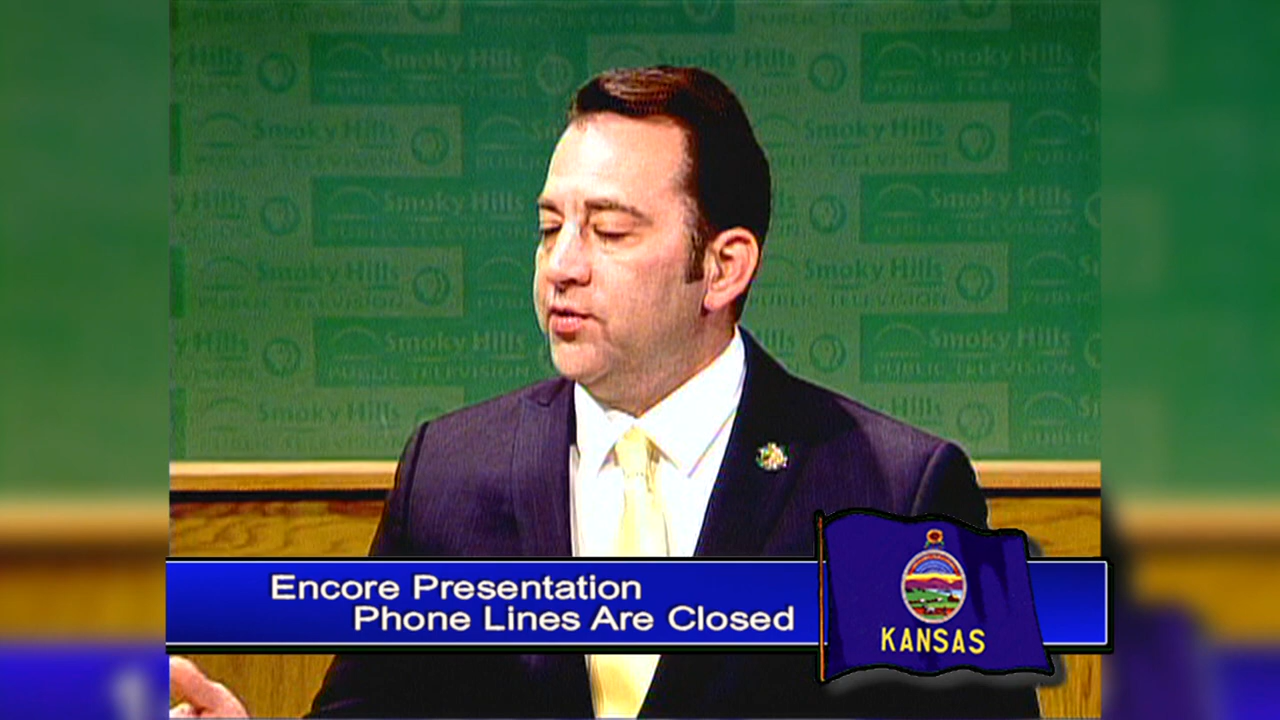 Smoky Hills
PUBLIC TELEVISION
Encore Presentation
Phone Lines Are Closed
KANSAS